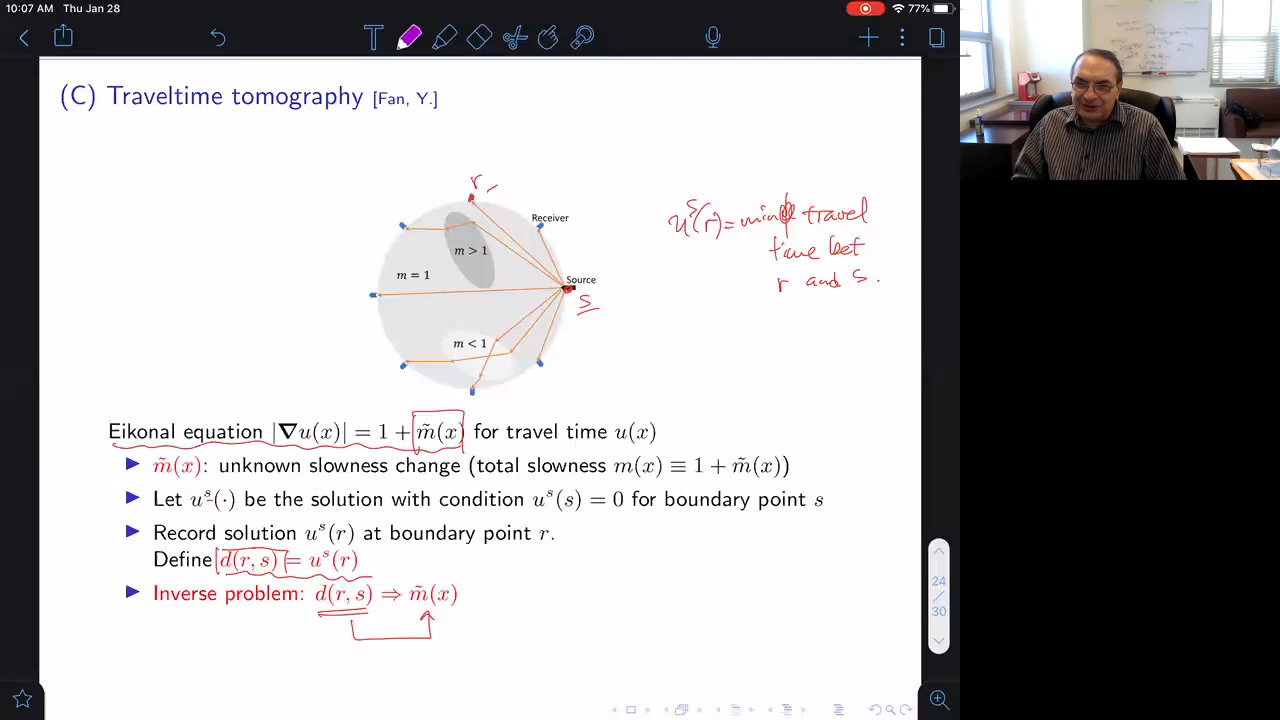 10:07 AM Thu Jan 28
77%
(C) Traveltime tomography [Fan, Y.]
r
Receiver
m > 1
m = 1
Source
s
m < 1
u^s(r) = min travel
time bet
r and s.
Eikonal equation |∇u(x)| = 1 + m̃(x) for travel time u(x)
▶ m̃(x): unknown slowness change (total slowness m(x) ≡ 1 + m̃(x))
▶ Let u^s(·) be the solution with condition u^s(s) = 0 for boundary point s
▶ Record solution u^s(r) at boundary point r.
Define d(r, s) = u^s(r)
▶ Inverse problem: d(r, s) ⇒ m̃(x)
24
/
30